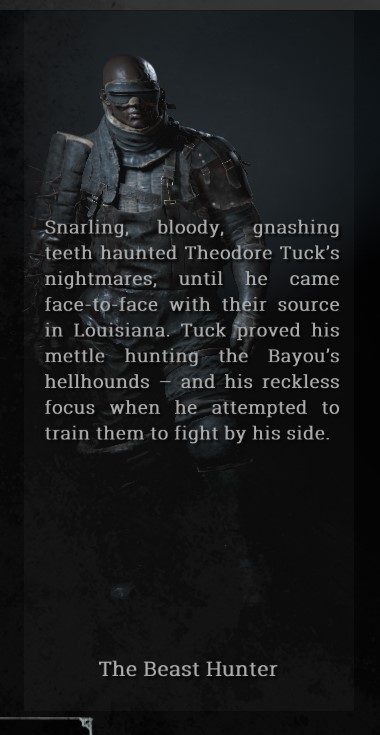 Snarling, bloody, gnashing
teeth haunted Theodore Tuck's
nightmares, until he came
face-to-face with their source
in Louisiana. Tuck proved his
mettle hunting the Bayou's
hellhounds – and his reckless
focus when he attempted to
train them to fight by his side.
The Beast Hunter